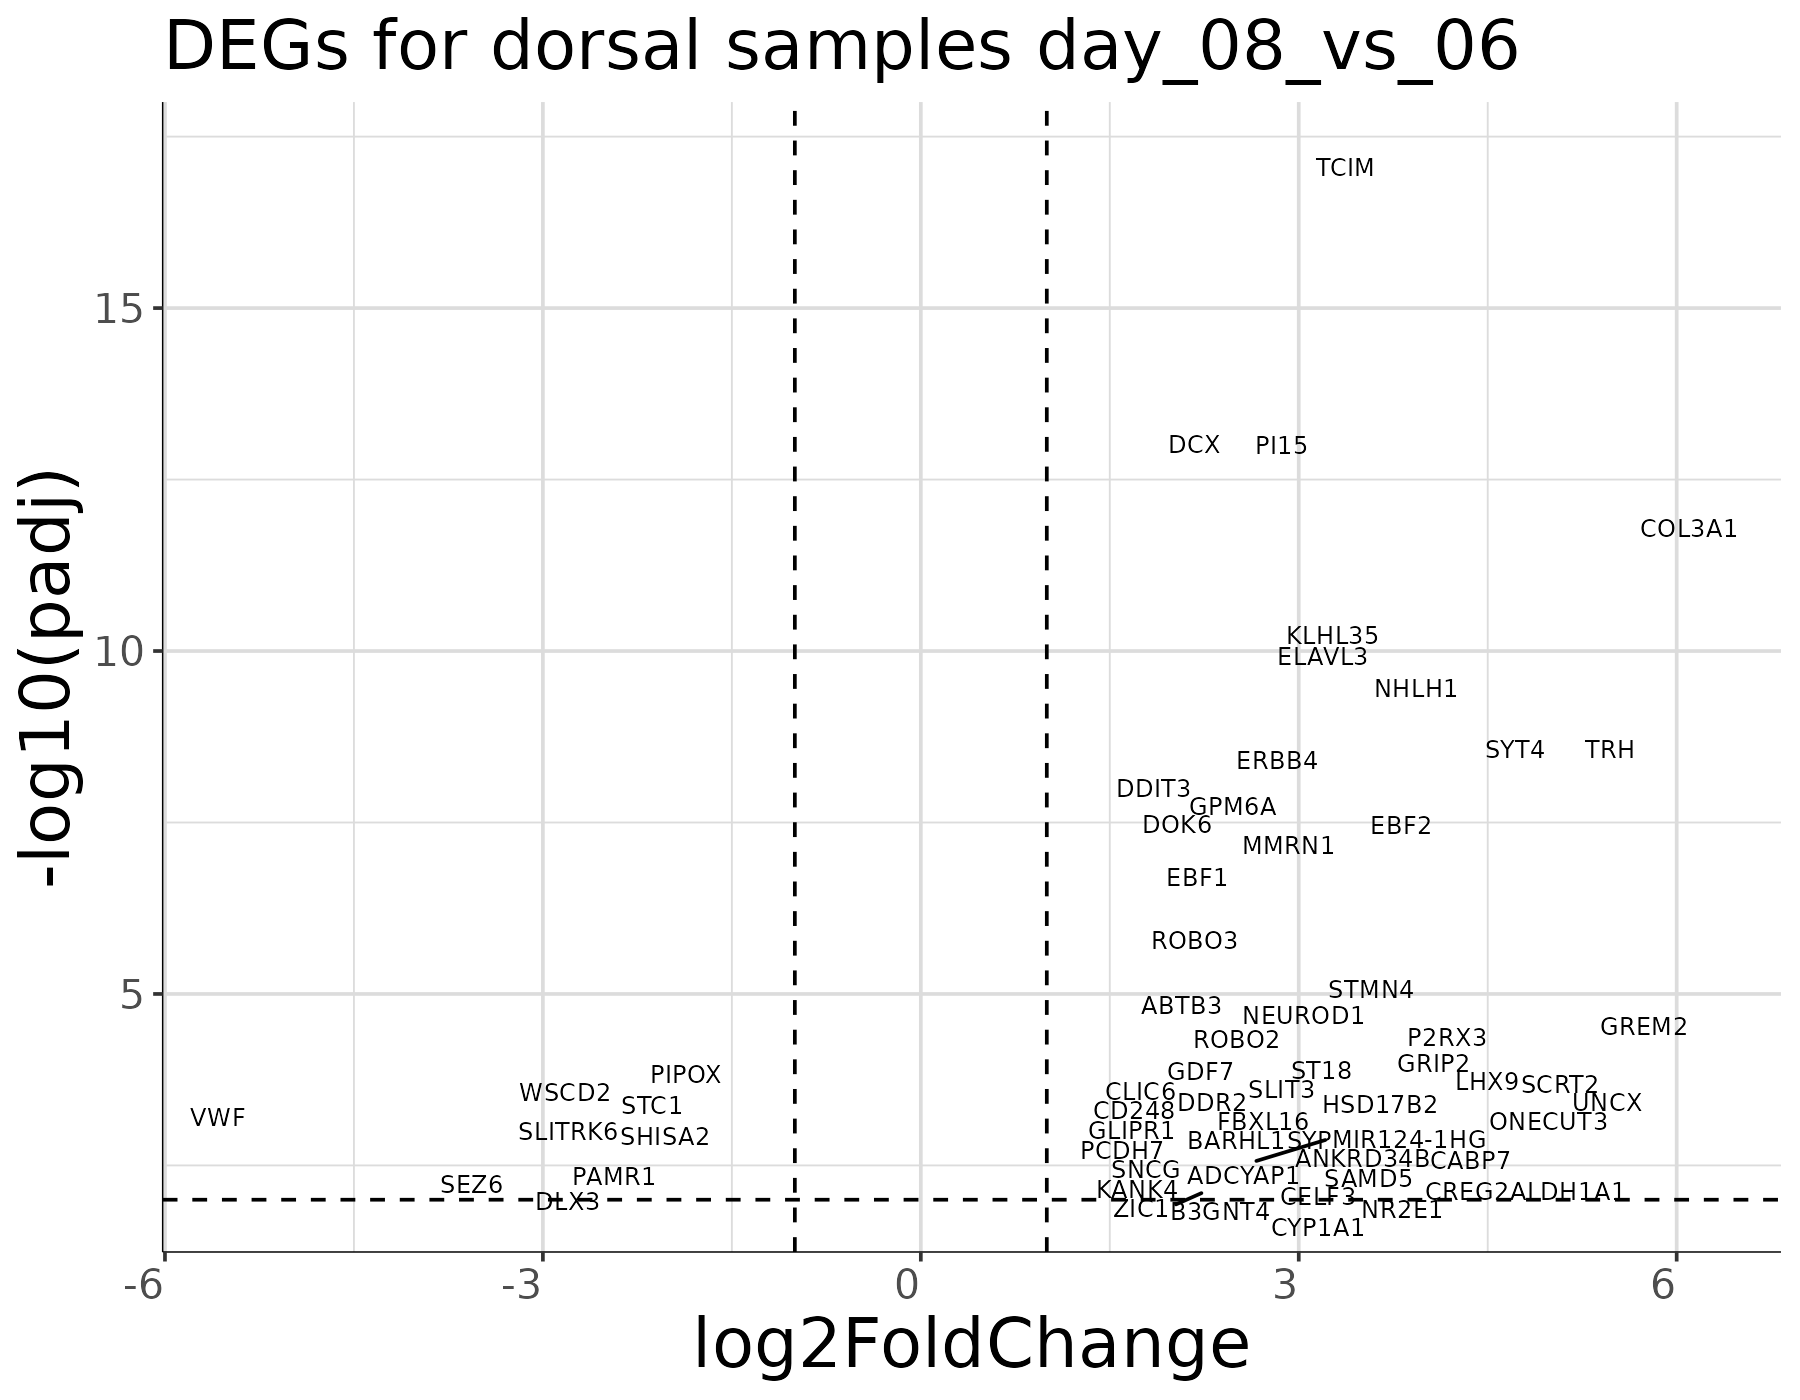 DEGs for dorsal samples day_08_vs_06
TCIM
15
DCX PI15
COL3A1
KLHL35
10
ELAVL3
NHLH1
SYT4 TRH
ERBB4
DDIT3
GPM6A
DOK6 EBF2
MMRN1
EBF1
ROBO3
STMN4
5
ABTB3
NEUROD1
GREM2
ROBO2 P2RX3
GRIP2
PIPOX GDF7 ST18
LHX9 SCRT2
WSCD2 CLIC6 SLIT3
STC1 DDR2 HSD17B2 UNCX
CD248
VWF FBXL16 ONECUT3
SLITRK6 SHISA2 GLIPR1
BARHL1 SYP MIR124-1HG
PCDH7
ANKRD34B CABP7
SNCG
PAMR1 ADCYAP1 SAMD5
SEZ6 KANK4 CREG2 ALDH1A1
DLX3 CELF3
ZIC1 B3GNT4 NR2E1
CYP1A1
-6 -3 0 3 6
log2FoldChange
-log10(padj)